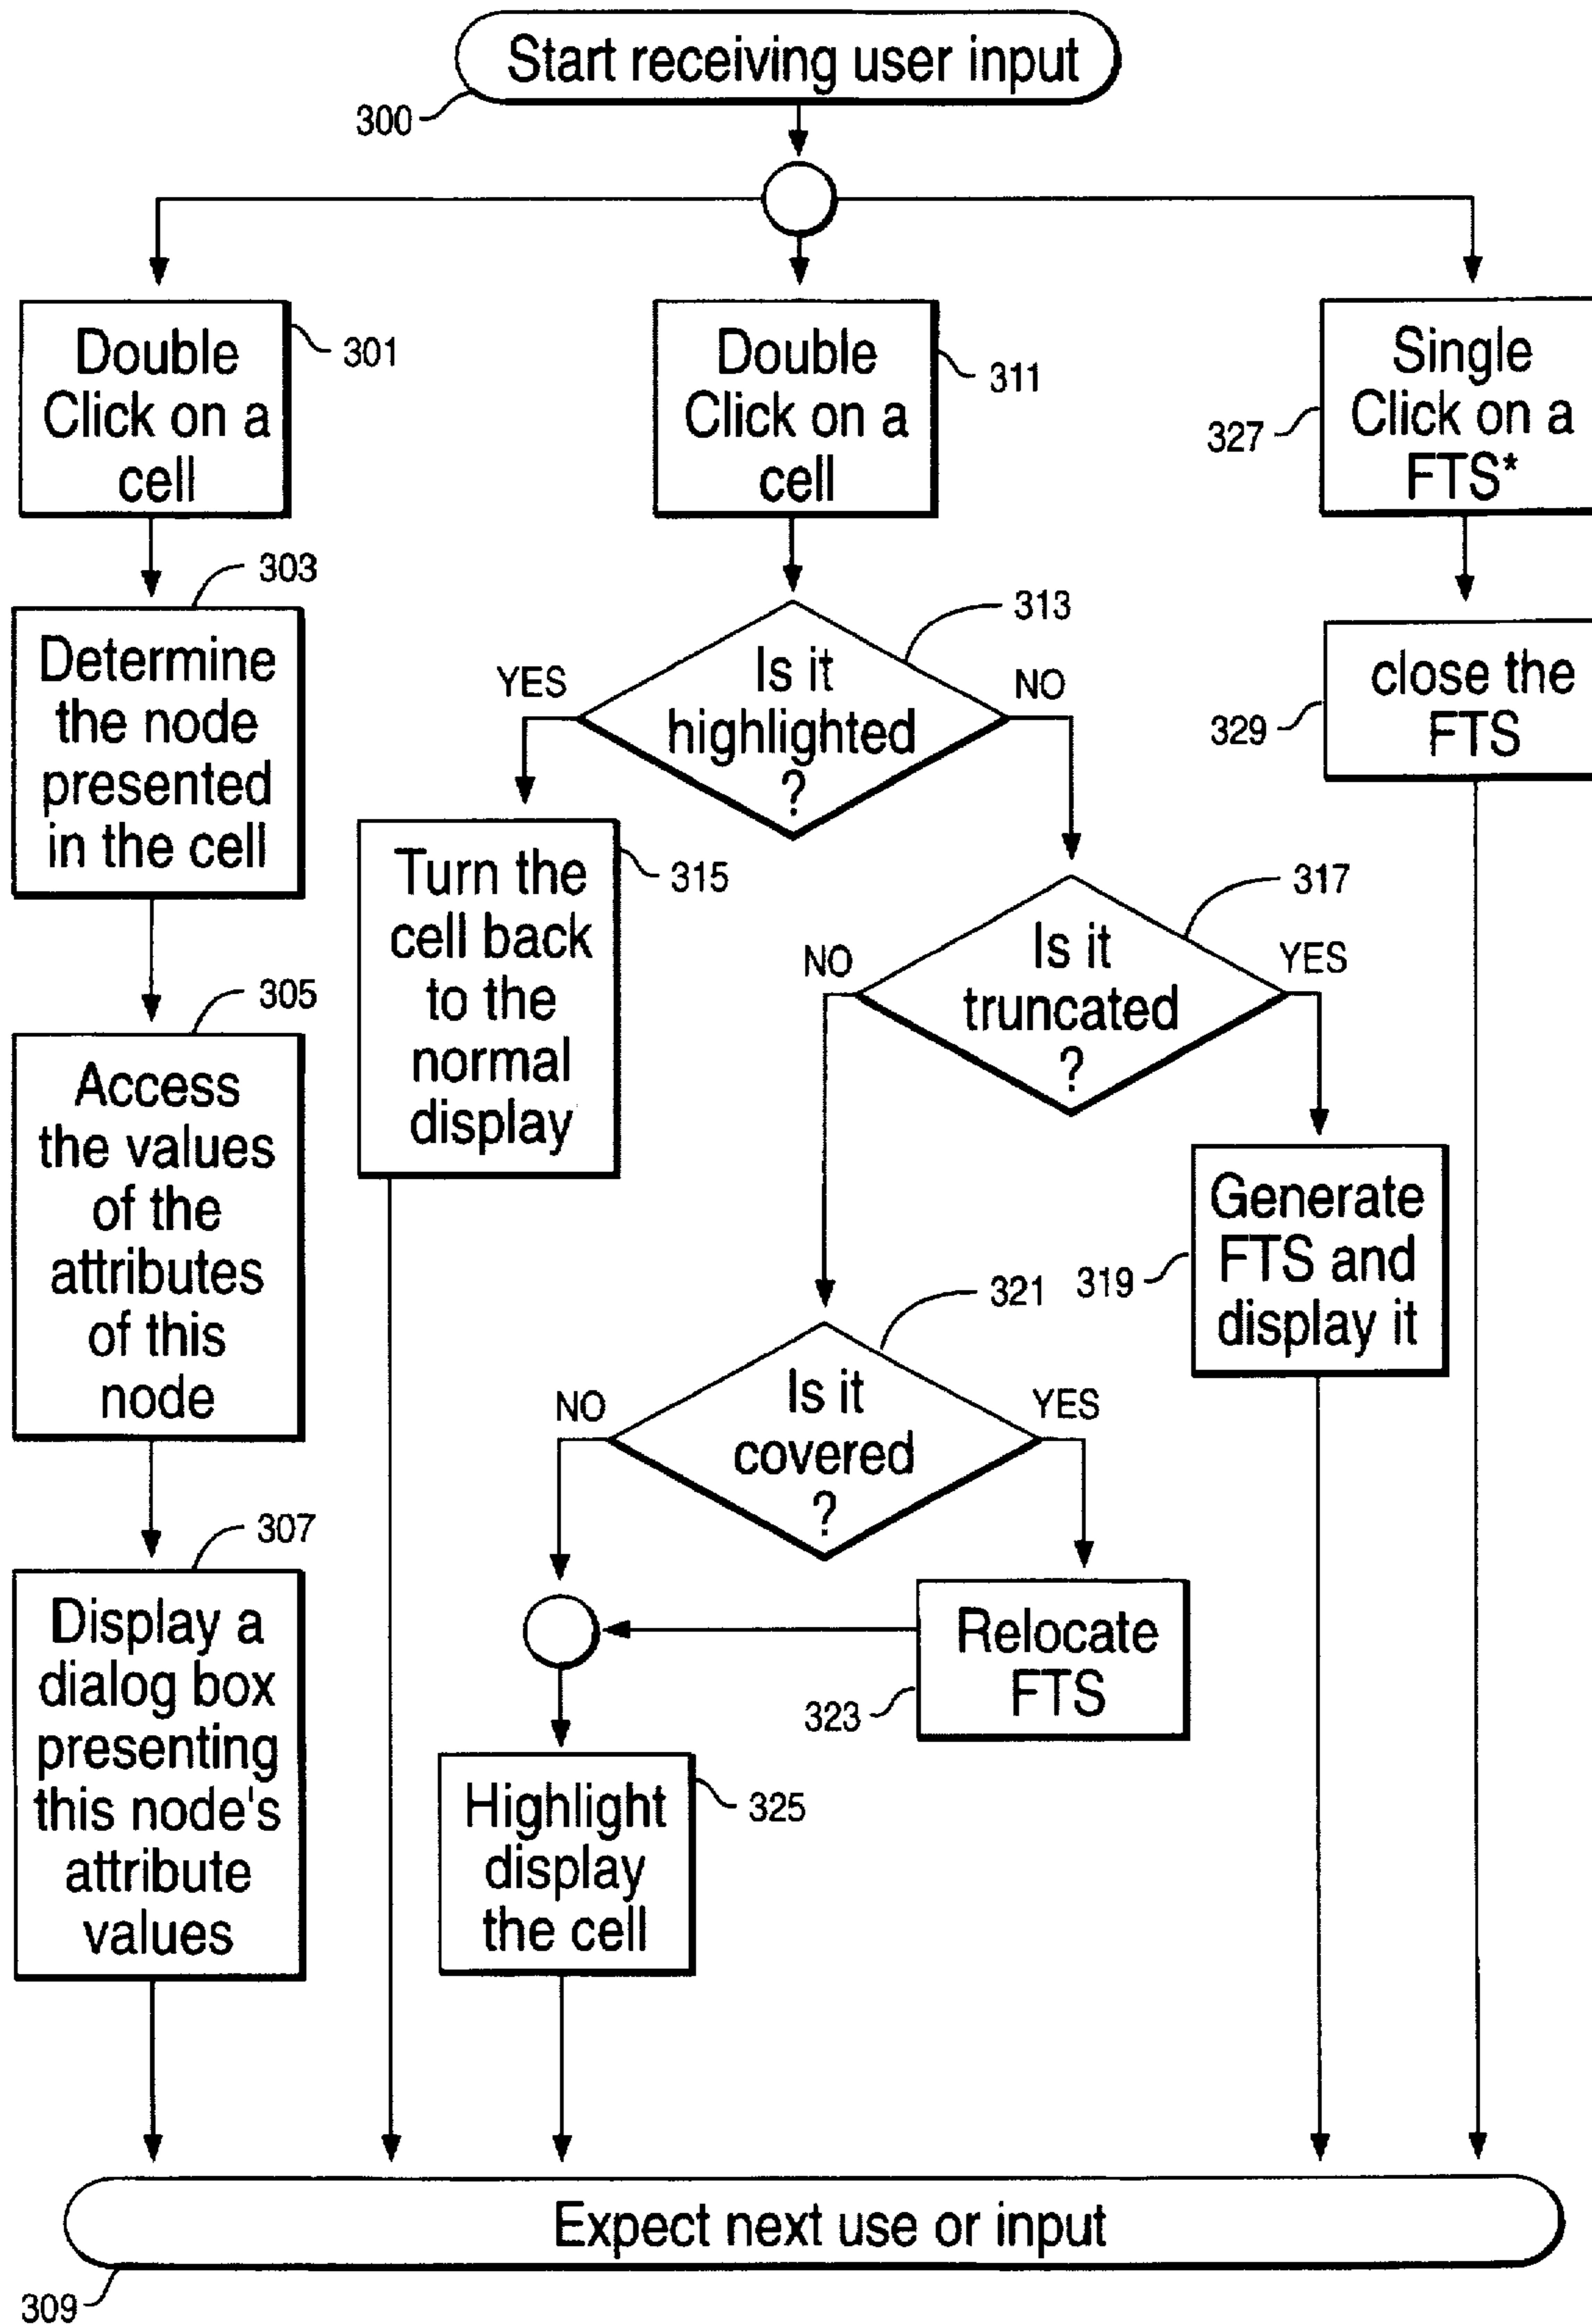 Start receiving user input
300
Double
Click on a
cell
301
Determine
the node
presented
in the cell
303
Access
the values
of the
attributes
of this
node
305
Display a
dialog box
presenting
this node's
attribute
values
307
Double
Click on a
cell
311
Is it
highlighted
?
313
YES
NO
Turn the
cell back
to the
normal
display
315
Is it
truncated
?
317
NO
YES
Generate
FTS and
display it
319
Is it
covered
?
321
NO
YES
Relocate
FTS
323
Highlight
display
the cell
325
Single
Click on a
FTS*
327
close the
FTS
329
Expect next use or input
309